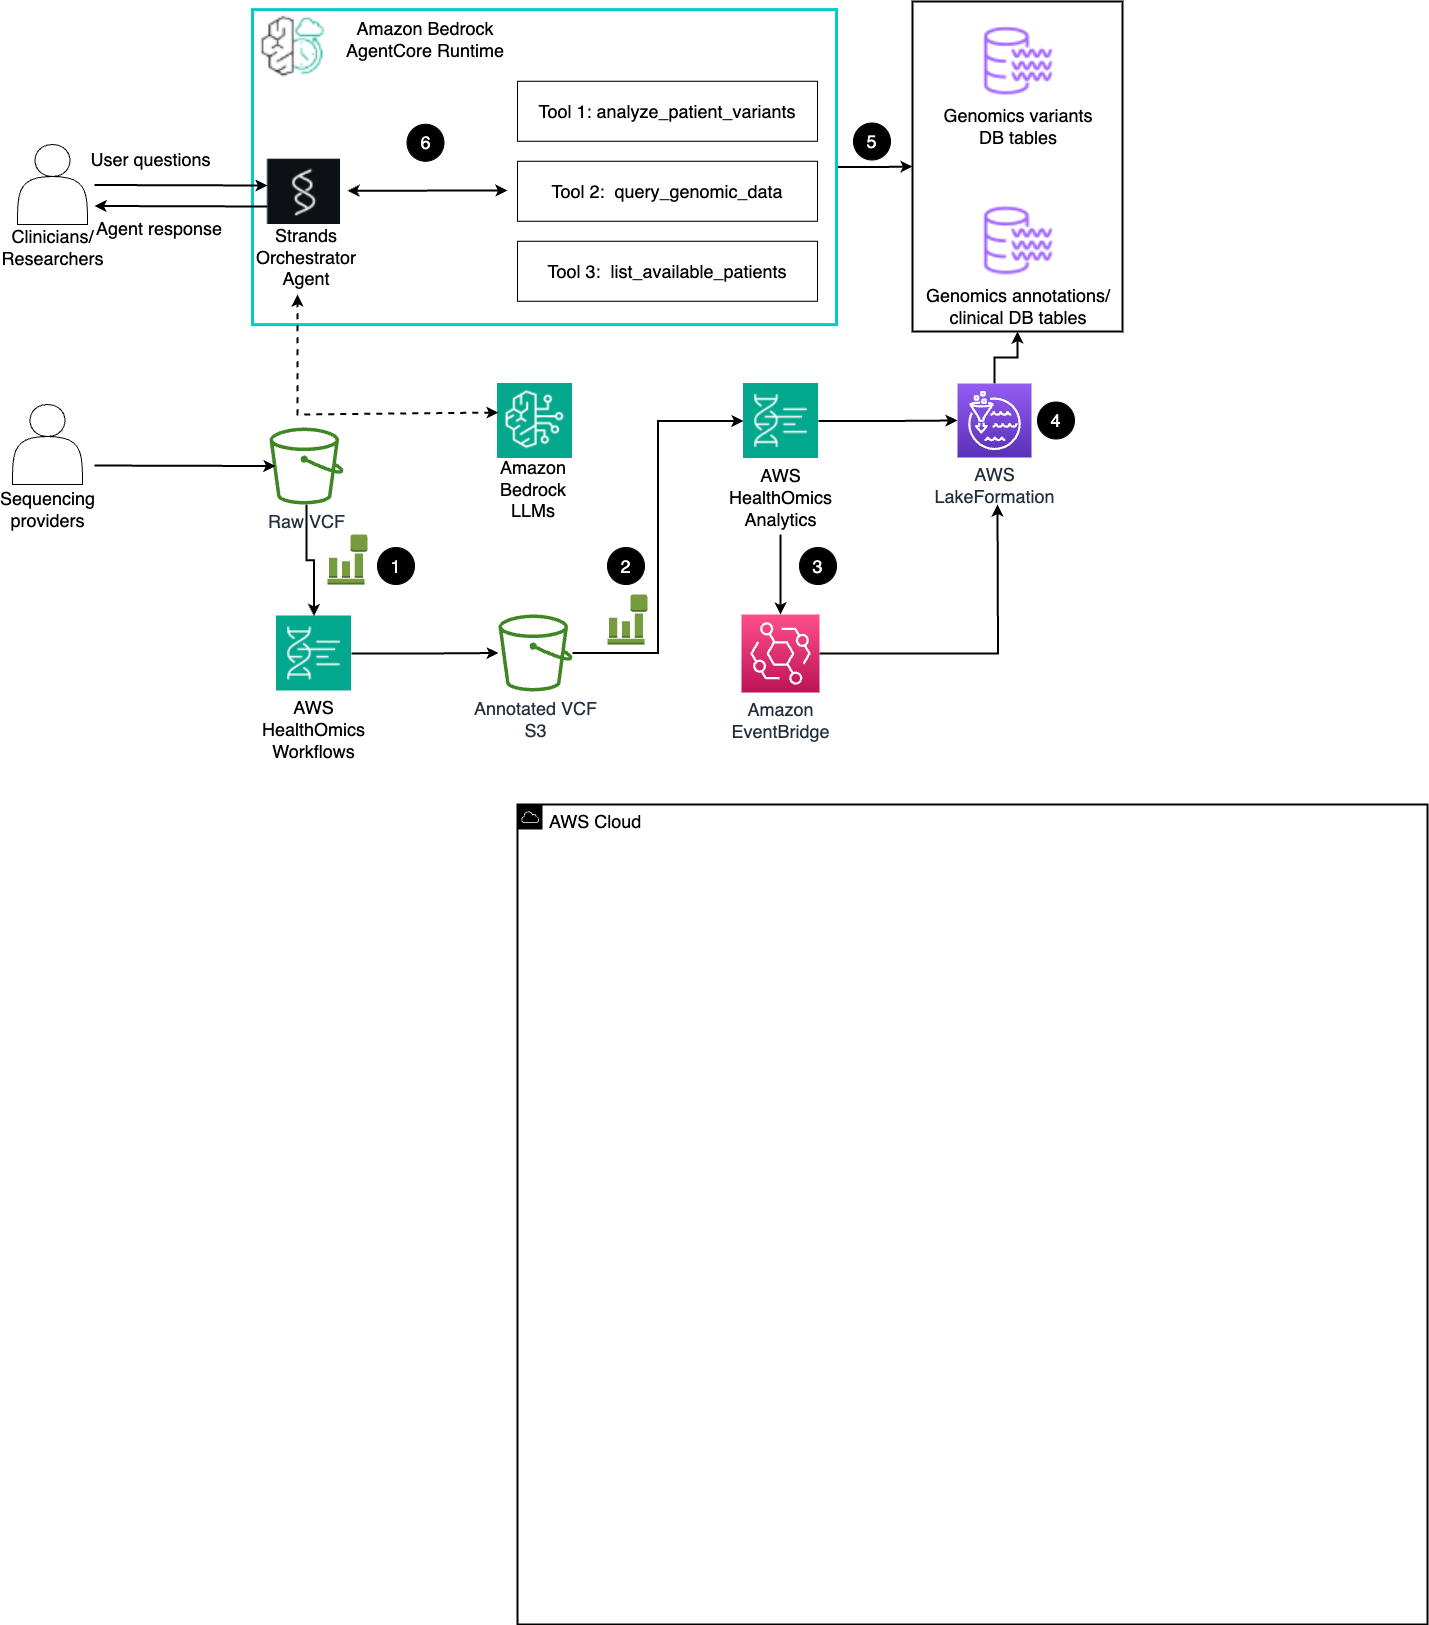 Amazon Bedrock
AgentCore Runtime
Tool 1: analyze_patient_variants
6
Tool 2: query_genomic_data
Tool 3: list_available_patients
5
Genomics variants
DB tables
Genomics annotations/
clinical DB tables
User questions
Agent response
Clinicians/
Researchers
Strands
Orchestrator
Agent
Sequencing
providers
Raw VCF
Amazon
Bedrock
LLMs
AWS
HealthOmics
Analytics
AWS
LakeFormation
4
1
2
3
AWS
HealthOmics
Workflows
Annotated VCF
S3
Amazon
EventBridge
AWS Cloud